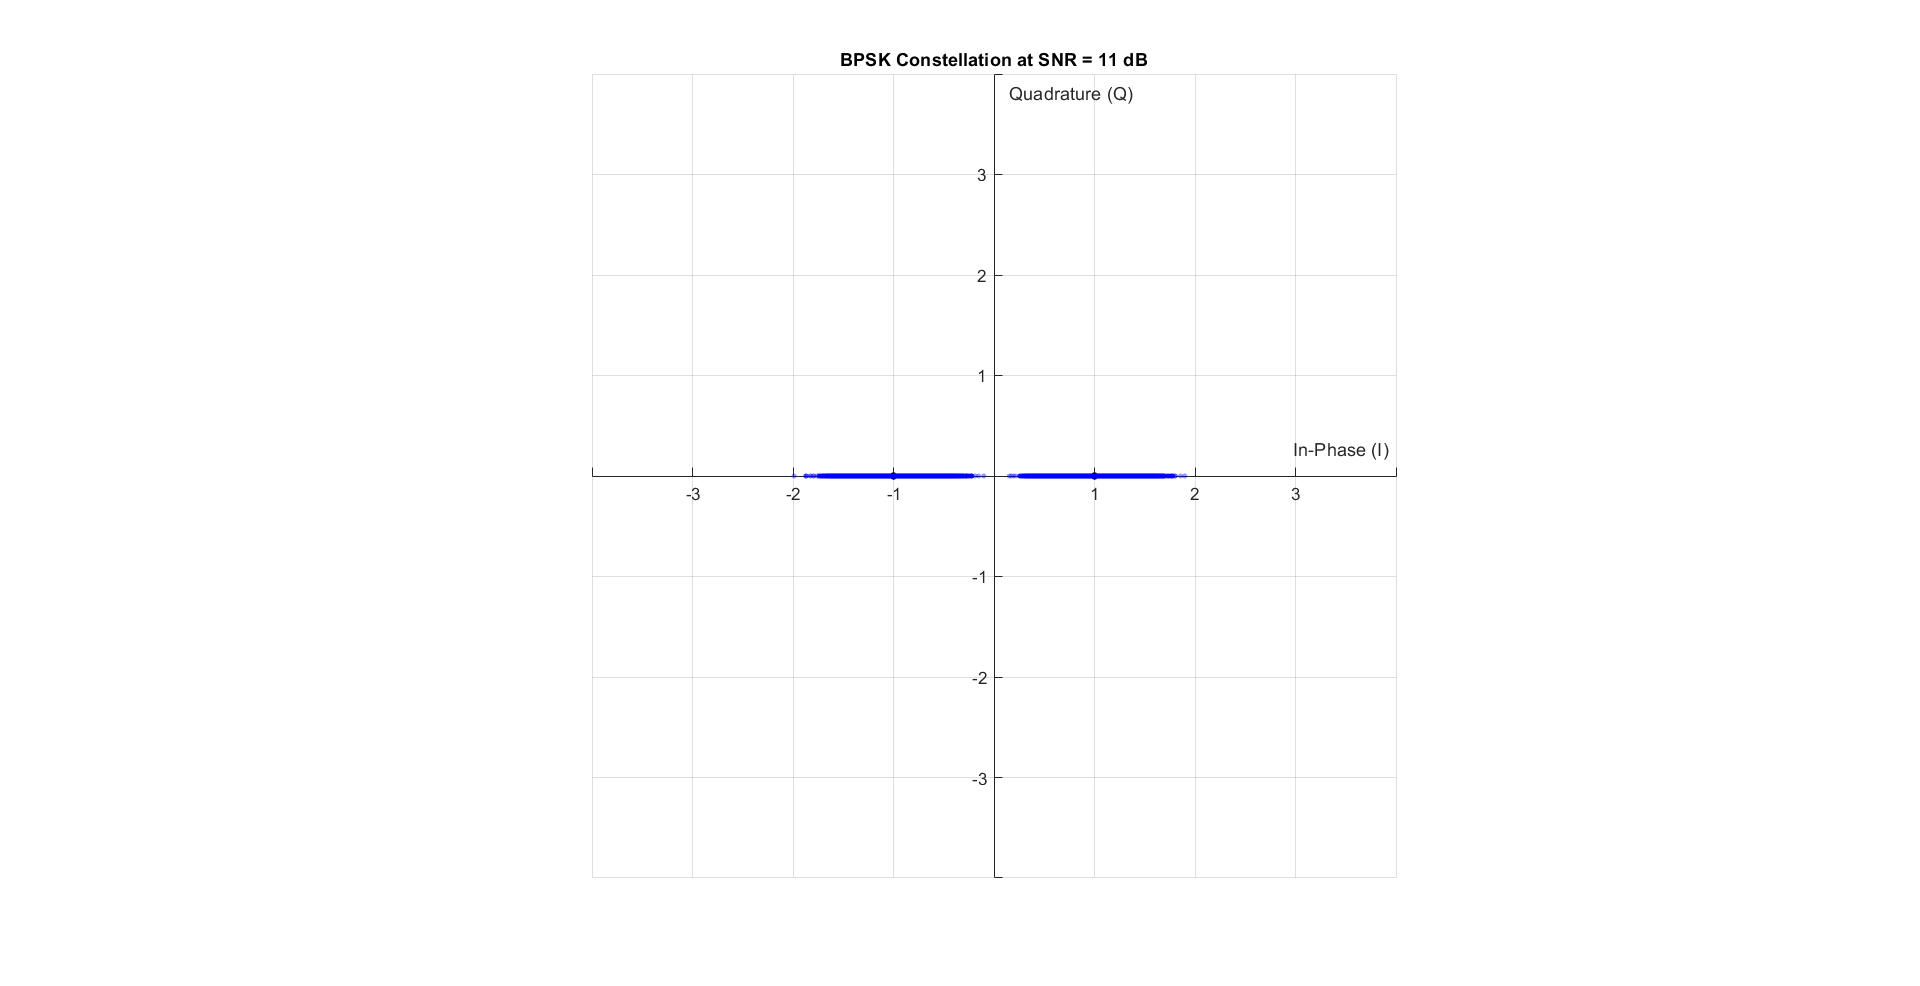 BPSK Constellation at SNR = 11 dB
Quadrature (Q)
3
2
1
In-Phase (I)
-3 -2 -1 1 2 3
-1
-2
-3